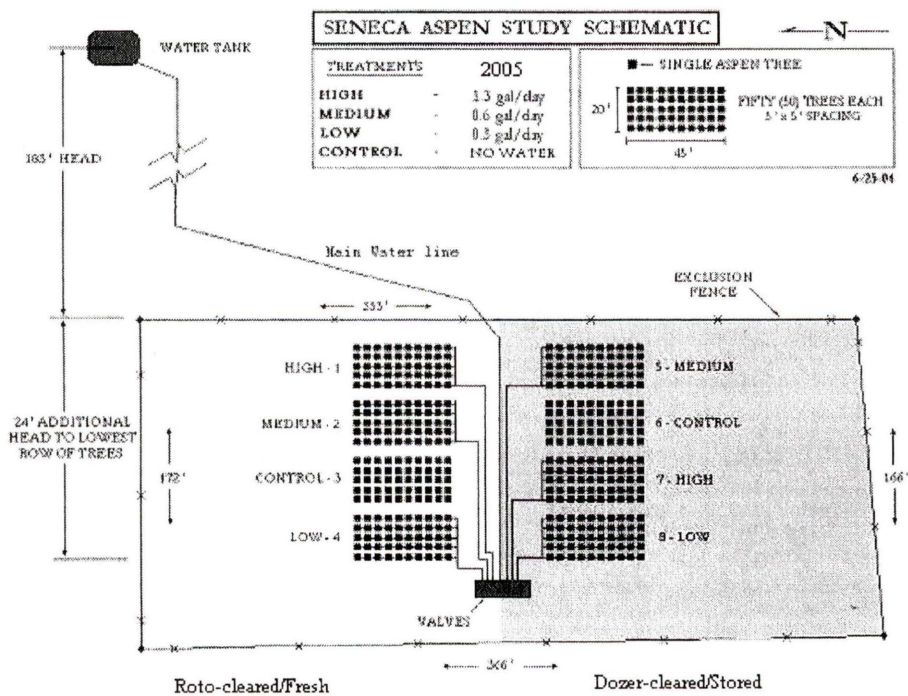 SENECA ASPEN STUDY SCHEMATIC
N
WATER TANK
TREATMENTS 2005
HIGH - 1.3 gal/day
MEDIUM - 0.6 gal/day
LOW - 0.3 gal/day
CONTROL - NO WATER
■ — SINGLE ASPEN TREE
20'
FIFTY (50) TREES EACH
5' x 5' SPACING
45'
6-25-04
HEAD
Main Water line
EXCLUSION
FENCE
333'
HIGH - 1
5 - MEDIUM
24' ADDITIONAL
HEAD TO LOWEST
ROW OF TREES
MEDIUM - 2
6 - CONTROL
172'
166'
CONTROL - 3
7 - HIGH
LOW - 4
8 - LOW
VALVES
346'
Roto-cleared/Fresh
Dozer-cleared/Stored